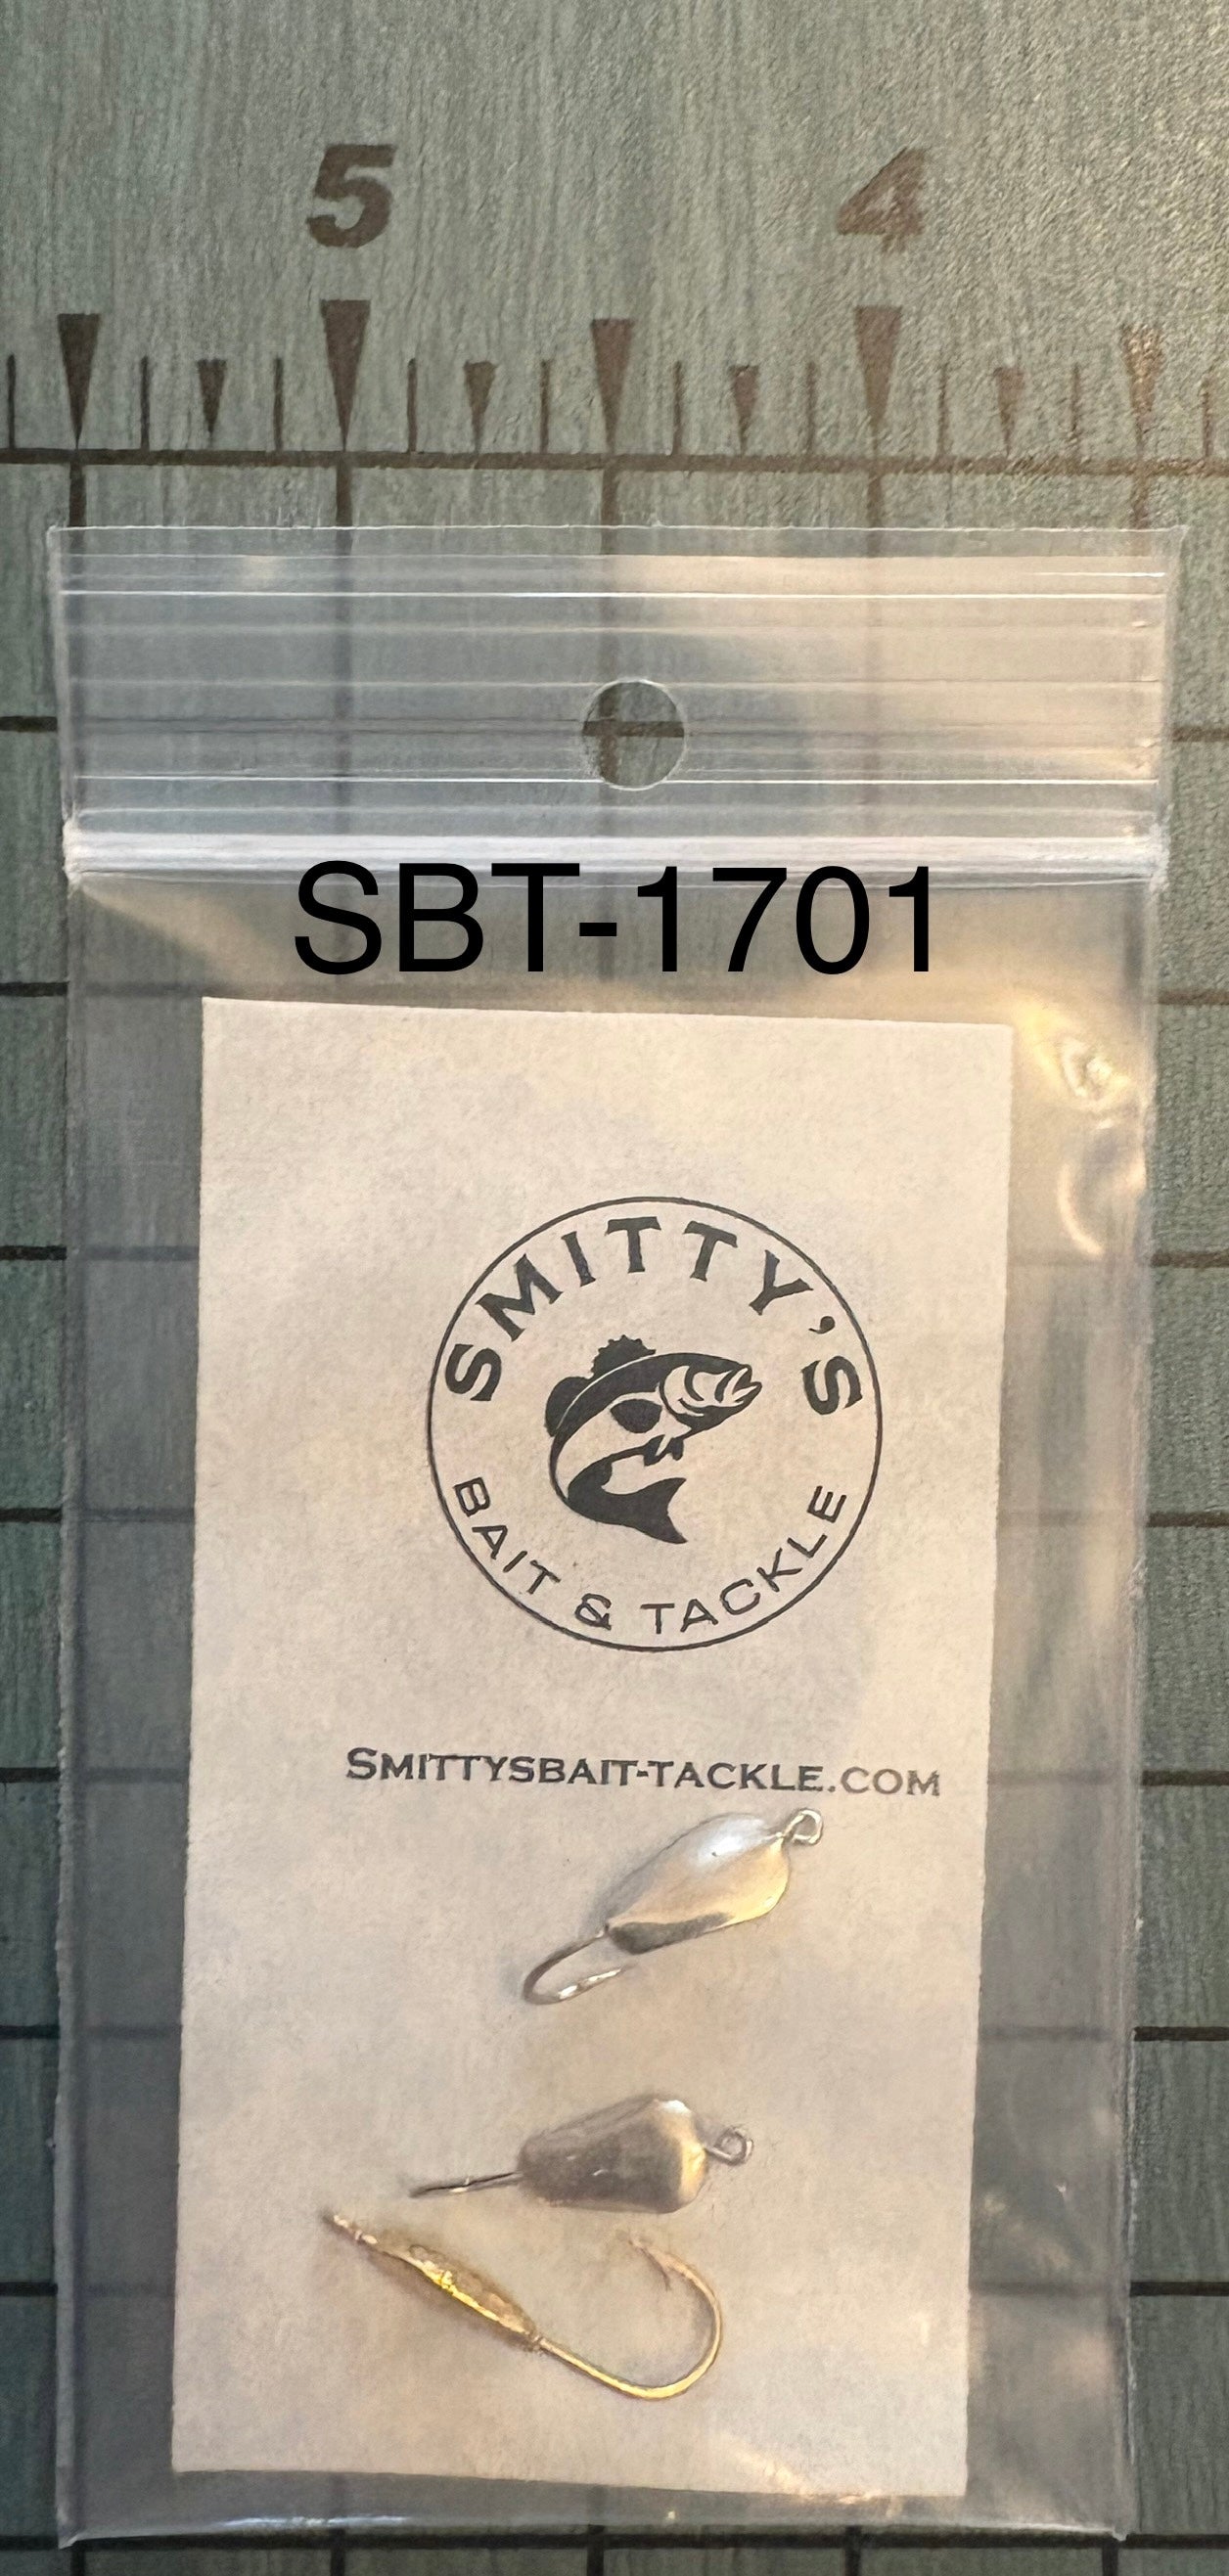 5 4
SBT-1701
SMITTY'S
BAIT & TACKLE
SMITTYSBAIT-TACKLE.COM